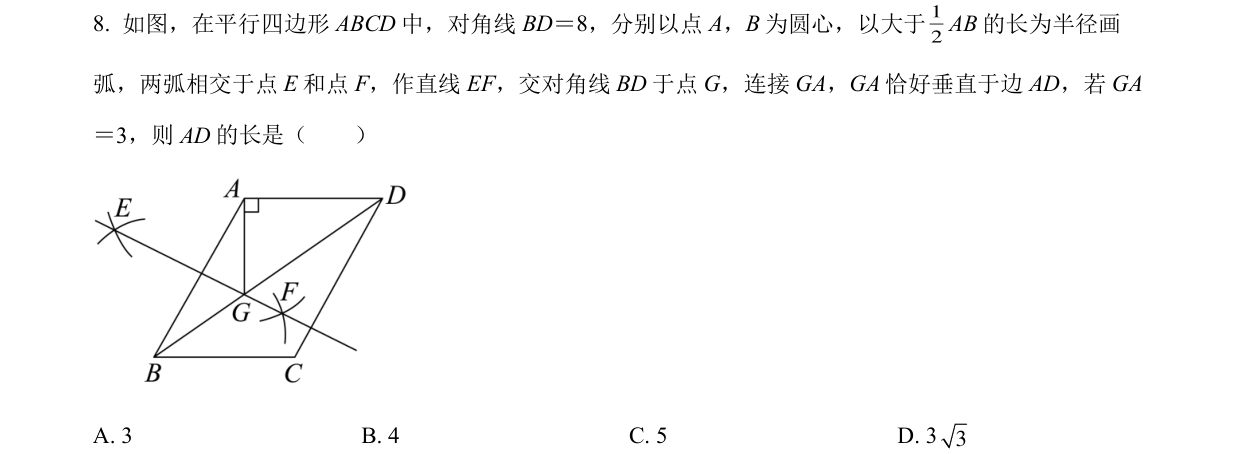 8. 如图，在平行四边形 ABCD 中，对角线 BD＝8，分别以点 A，B 为圆心，以大于 1/2 AB 的长为半径画
弧，两弧相交于点 E 和点 F，作直线 EF，交对角线 BD 于点 G，连接 GA，GA 恰好垂直于边 AD，若 GA
＝3，则 AD 的长是（　　）
A
D
E
F
G
B
C
A. 3 B. 4 C. 5 D. 3√3